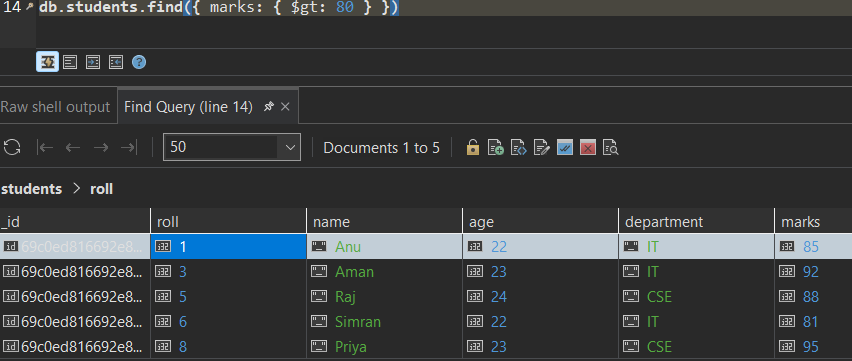 14 db.students.find({ marks: { $gt: 80 } })
Raw shell output Find Query (line 14)
50 Documents 1 to 5
students > roll
_id roll name age department marks
69c0ed816692e8... 1 Anu 22 IT 85
69c0ed816692e8... 3 Aman 23 IT 92
69c0ed816692e8... 5 Raj 24 CSE 88
69c0ed816692e8... 6 Simran 22 IT 81
69c0ed816692e8... 8 Priya 23 CSE 95